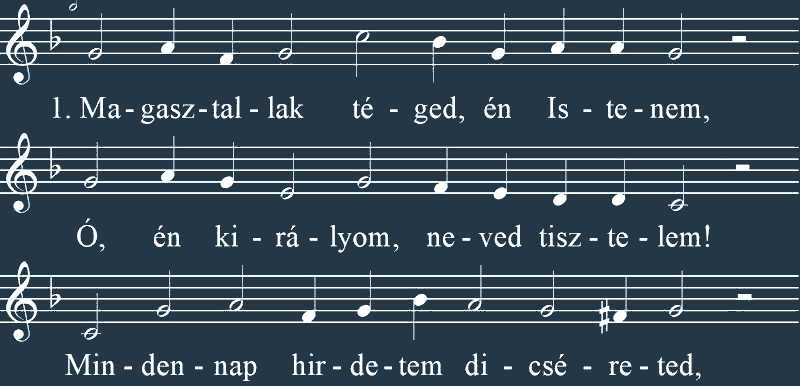 1. Ma - gasz - tal - lak té - ged, én Is - te - nem,
Ó, én ki - rá - lyom, ne - ved tisz - te - lem!
Min - den - nap hir - de - tem di - csé - re - ted,